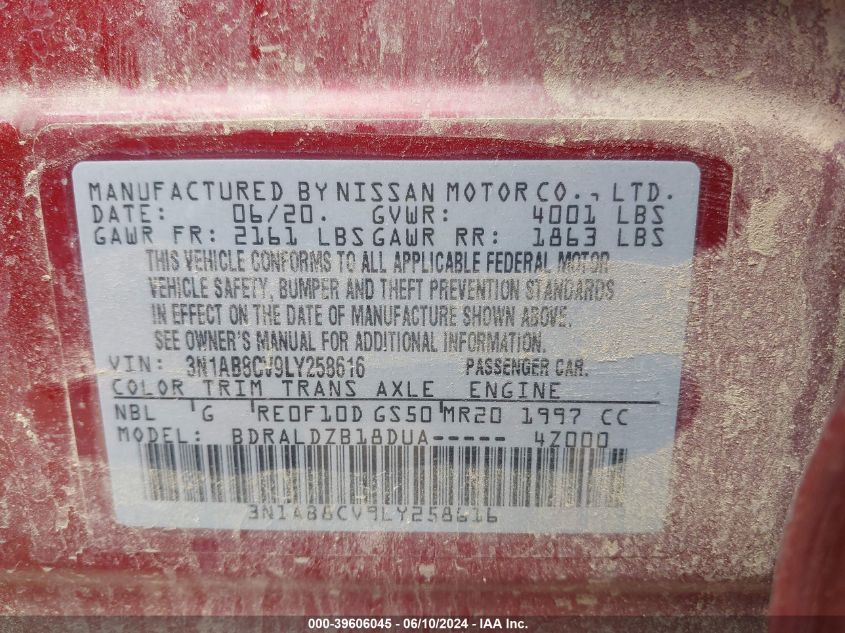 MANUFACTURED BY NISSAN MOTOR CO., LTD.
DATE: 06/20. GVWR: 4001 LBS
GAWR FR: 2161 LBS GAWR RR: 1863 LBS
THIS VEHICLE CONFORMS TO ALL APPLICABLE FEDERAL MOTOR
VEHICLE SAFETY, BUMPER AND THEFT PREVENTION STANDARDS
IN EFFECT ON THE DATE OF MANUFACTURE SHOWN ABOVE.
SEE OWNER'S MANUAL FOR ADDITIONAL INFORMATION.
VIN: 3N1AB8CV9LY258616 PASSENGER CAR.
COLOR TRIM TRANS AXLE ENGINE
NBL G RE0F10D GS50 MR20 1997 CC
MODEL: BDRALDZB18DUA----- 4Z000
3N1AB8CV9LY258616
000-39606045 - 06/10/2024 - IAA Inc.